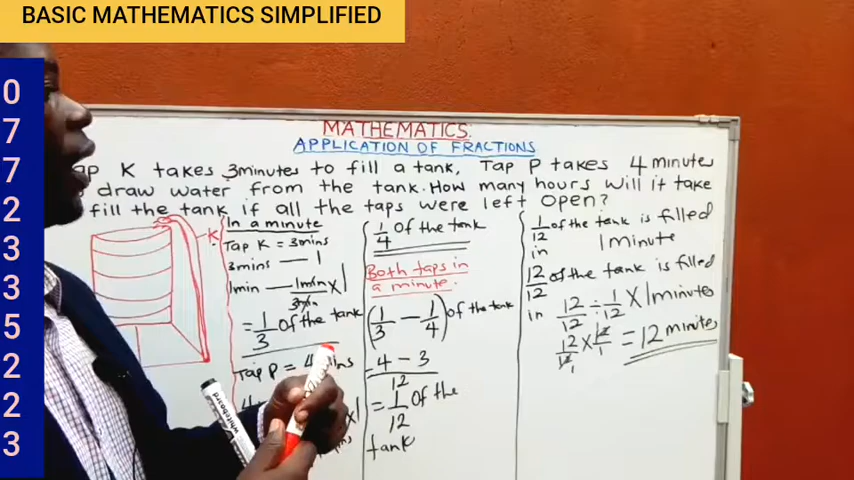 BASIC MATHEMATICS SIMPLIFIED
0
7
7
2
3
3
5
2
2
3
MATHEMATICS.
APPLICATION OF FRACTIONS
K takes 3minutes to fill a tank, Tap P takes 4 minutes
draw water from the tank. How many hours will it take
fill the tank if all the taps were left open?
K
In a minute
Tap K = 3mins
3mins — 1
1min — 1min/3min x 1
= 1/3 of the tank
Tap P = 4 mins
x1
1/4 of the tank
Both taps in
a minute.
(1/3 - 1/4) of the tank
= 4 - 3
12
= 1/12 of the
tank
1/12 of the tank is filled
in 1 minute
12/12 of the tank is filled
in 12/12 ÷ 1/12 x 1minutes
12/12 x 12/1 = 12 minutes
whiteboard